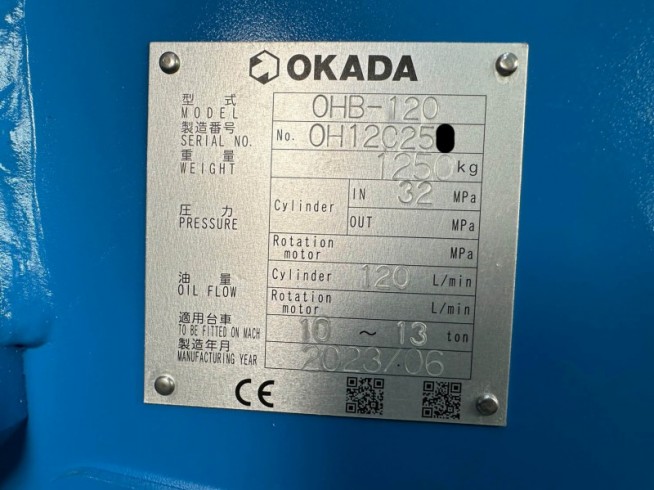 OKADA
型式 OHB-120
MODEL
製造番号 No. OH12C25
SERIAL NO.
重量 1250kg
WEIGHT
圧力 Cylinder IN 32 MPa
PRESSURE OUT MPa
Rotation motor MPa
油量 Cylinder 120 L/min
OIL FLOW Rotation motor L/min
適用台車 10 ~ 13 ton
TO BE FITTED ON MACH
製造年月 2023/06
MANUFACTURING YEAR
CE